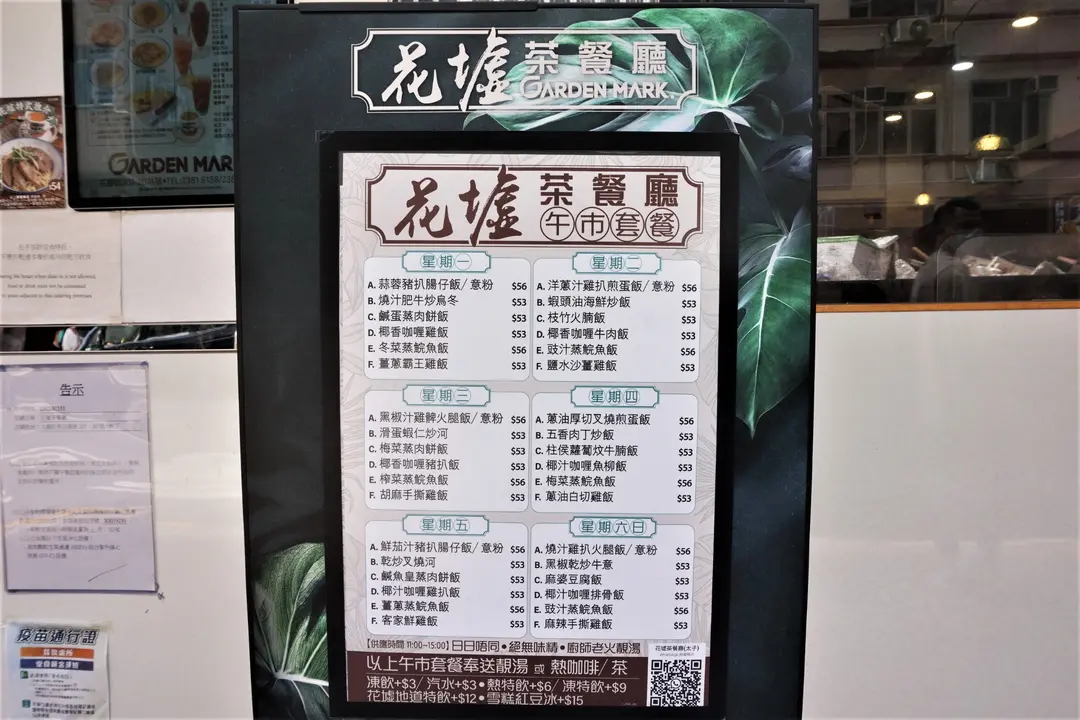 花墟 茶餐廳
GARDEN MARK
花墟 茶餐廳
午市套餐
星期一
A. 蒜蓉豬扒腸仔飯/意粉 $56
B. 燒汁肥牛炒烏冬 $53
C. 鹹蛋蒸肉餅飯 $53
D. 椰香咖喱雞飯 $53
E. 冬菜蒸鯇魚飯 $56
F. 薑蔥霸王雞飯 $53
星期二
A. 洋蔥汁雞扒煎蛋飯/意粉 $56
B. 蝦頭油海鮮炒飯 $53
C. 枝竹火腩飯 $53
D. 椰香咖喱牛肉飯 $53
E. 豉汁蒸鯇魚飯 $56
F. 鹽水沙薑雞飯 $53
星期三
A. 黑椒汁雞髀火腿飯/意粉 $56
B. 滑蛋蝦仁炒河 $53
C. 梅菜蒸肉餅飯 $53
D. 椰香咖喱豬扒飯 $53
E. 榨菜蒸鯇魚飯 $56
F. 胡麻手撕雞飯 $53
星期四
A. 蔥油厚切叉燒煎蛋飯 $56
B. 五香肉丁炒飯 $53
C. 柱侯蘿蔔炆牛腩飯 $53
D. 椰汁咖喱魚柳飯 $53
E. 梅菜蒸鯇魚飯 $56
F. 蔥油白切雞飯 $53
星期五
A. 鮮茄汁豬扒腸仔飯/意粉 $56
B. 乾炒叉燒河 $53
C. 鹹魚皇蒸肉餅飯 $53
D. 椰汁咖喱雞扒飯 $53
E. 薑蔥蒸鯇魚飯 $56
F. 客家鮮雞飯 $53
星期六日
A. 燒汁雞扒火腿飯/意粉 $56
B. 黑椒乾炒牛意 $53
C. 麻婆豆腐飯 $53
D. 椰汁咖喱排骨飯 $53
E. 豉汁蒸鯇魚飯 $56
F. 麻辣手撕雞飯 $53
【供應時間 11:00~15:00】日日唔同•絕無味精•廚師老火靚湯
以上午市套餐奉送靚湯 或 熱咖啡/茶
凍飲+$3/汽水+$3•熱特飲+$6/凍特飲+$9
花墟地道特飲+$12•雪糕紅豆冰+$15
花墟茶餐廳(太子)
GARDEN MAR
54
告示
疫苗通行證